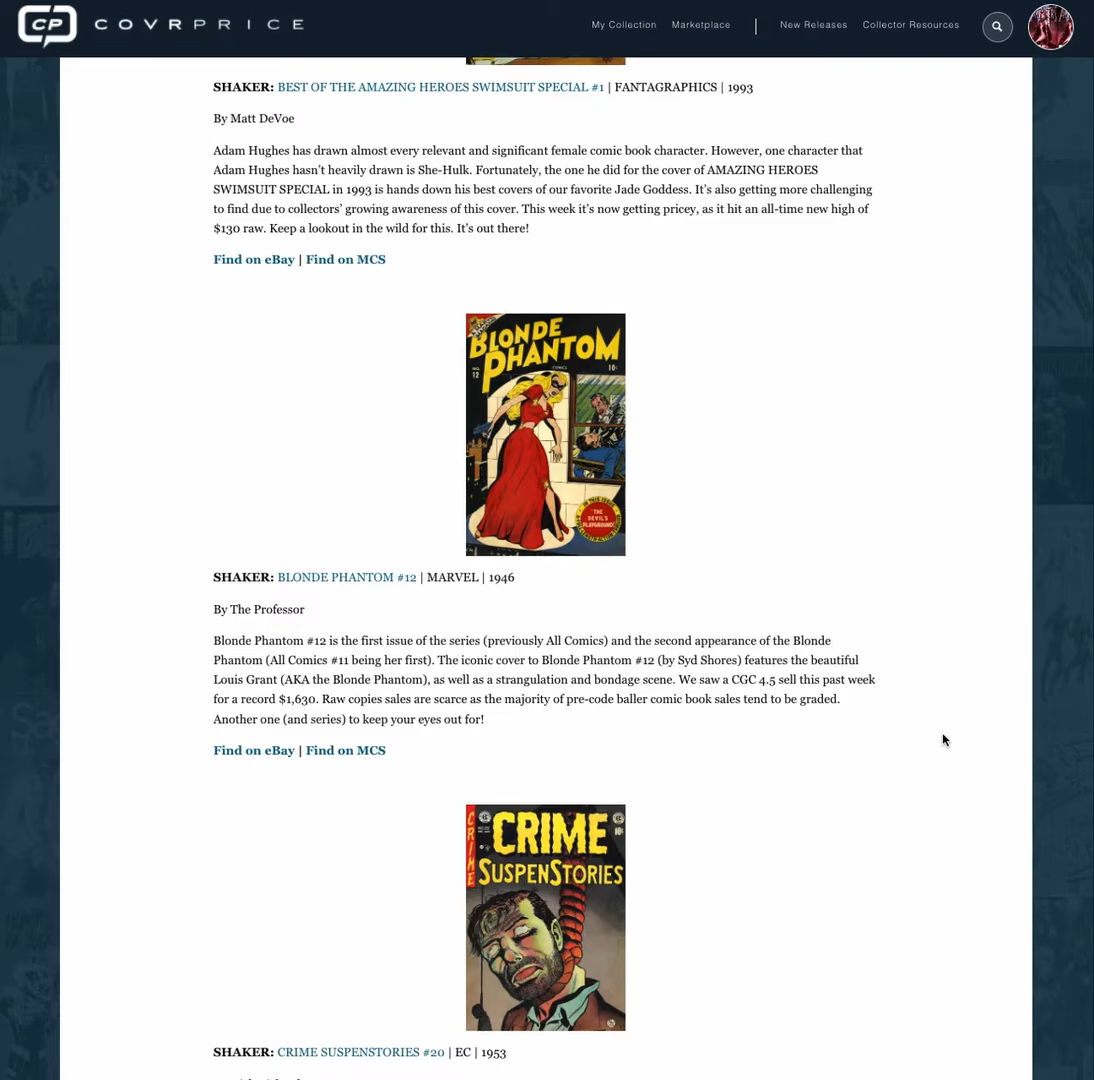 CP COVRPRICE
My Collection Marketplace | New Releases Collector Resources
SHAKER: BEST OF THE AMAZING HEROES SWIMSUIT SPECIAL #1 | FANTAGRAPHICS | 1993
By Matt DeVoe
Adam Hughes has drawn almost every relevant and significant female comic book character. However, one character that
Adam Hughes hasn't heavily drawn is She-Hulk. Fortunately, the one he did for the cover of AMAZING HEROES
SWIMSUIT SPECIAL in 1993 is hands down his best covers of our favorite Jade Goddess. It's also getting more challenging
to find due to collectors' growing awareness of this cover. This week it's now getting pricey, as it hit an all-time new high of
$130 raw. Keep a lookout in the wild for this. It's out there!
Find on eBay | Find on MCS
BLONDE
PHANTOM
NO. 12
COMICS
10¢
"THE
DEVIL'S
PLAYGROUND!"
SHAKER: BLONDE PHANTOM #12 | MARVEL | 1946
By The Professor
Blonde Phantom #12 is the first issue of the series (previously All Comics) and the second appearance of the Blonde
Phantom (All Comics #11 being her first). The iconic cover to Blonde Phantom #12 (by Syd Shores) features the beautiful
Louis Grant (AKA the Blonde Phantom), as well as a strangulation and bondage scene. We saw a CGC 4.5 sell this past week
for a record $1,630. Raw copies sales are scarce as the majority of pre-code baller comic book sales tend to be graded.
Another one (and series) to keep your eyes out for!
Find on eBay | Find on MCS
CRIME
CRIME
10¢
SUSPENSTORIES
SHAKER: CRIME SUSPENSTORIES #20 | EC | 1953